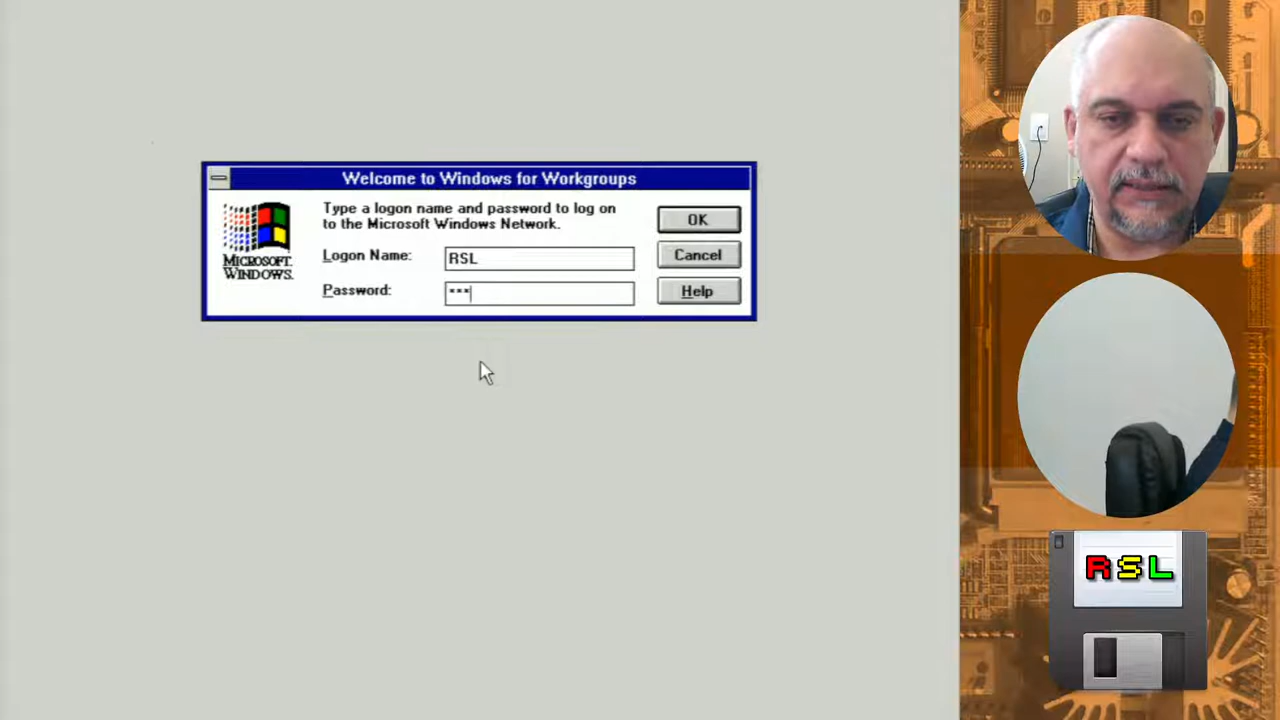 Welcome to Windows for Workgroups
Type a logon name and password to log on
to the Microsoft Windows Network.
Logon Name:
RSL
Password:
***
OK
Cancel
Help
MICROSOFT.
WINDOWS.
RSL